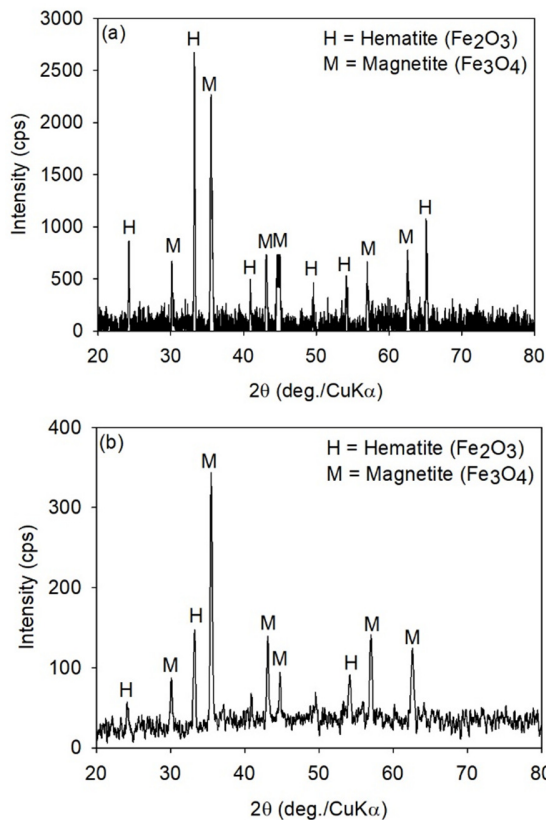 (a)
H = Hematite (Fe2O3)
M = Magnetite (Fe3O4)
3000
2500
2000
1500
1000
500
0
Intensity (cps)
H
M
H
M
H
M
M
H
H
M
M
H
20 30 40 50 60 70 80
2θ (deg./CuKα)
(b)
H = Hematite (Fe2O3)
M = Magnetite (Fe3O4)
400
300
200
100
0
Intensity (cps)
M
H
M
H
M
M
H
M
M
20 30 40 50 60 70 80
2θ (deg./CuKα)